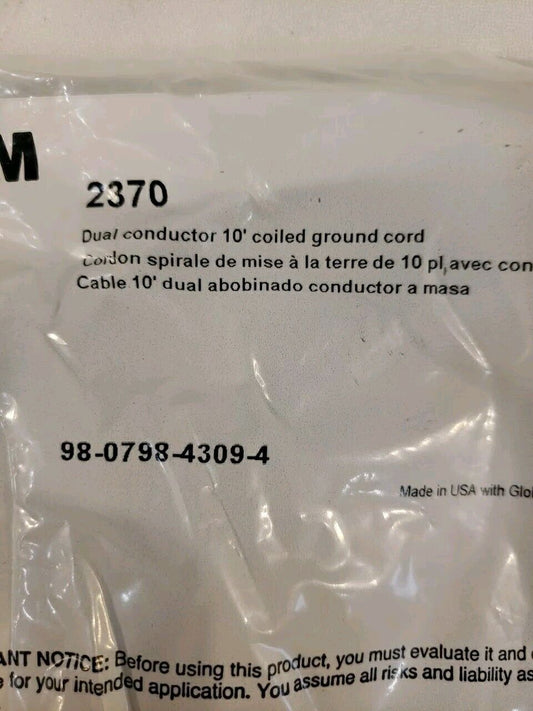 M
2370
Dual conductor 10' coiled ground cord
Cordon spirale de mise à la terre de 10 pl, avec con
Cable 10' dual abobinado conductor a masa
98-0798-4309-4
Made in USA with Glo
ANT NOTICE: Before using this product, you must evaluate it and
e for your intended application. You assume all risks and liability as